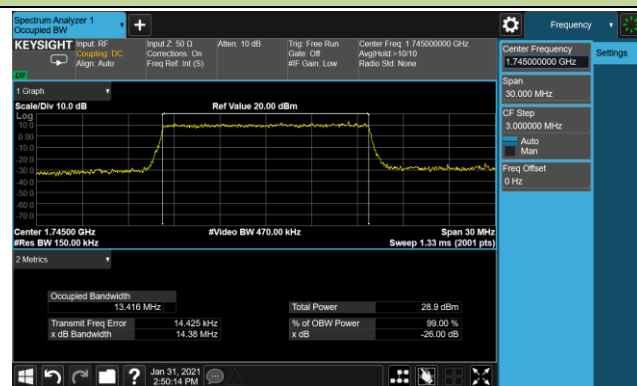 Spectrum Analyzer 1
Occupied BW
+
Frequency
KEYSIGHT
Input: RF
Coupling: DC
Align: Auto
Input Z: 50 Ω
Corrections: On
Freq Ref: Int (S)
Atten: 10 dB
Trig: Free Run
Gate: Off
#IF Gain: Low
Center Freq: 1.745000000 GHz
Avg|Hold:>10/10
Radio Std: None
Center Frequency
1.745000000 GHz
Settings
Span
30.000 MHz
CF Step
3.000000 MHz
Auto
Man
Freq Offset
0 Hz
1 Graph
Scale/Div 10.0 dB
Ref Value 20.00 dBm
Log
10.0
0.00
-10.0
-20.0
-30.0
-40.0
-50.0
-60.0
-70.0
Center 1.74500 GHz
#Video BW 470.00 kHz
Span 30 MHz
#Res BW 150.00 kHz
Sweep 1.33 ms (2001 pts)
2 Metrics
Occupied Bandwidth
13.416 MHz
Total Power
28.9 dBm
Transmit Freq Error
14.425 kHz
% of OBW Power
99.00 %
x dB Bandwidth
14.38 MHz
x dB
-26.00 dB
?
Jan 31, 2021
2:50:14 PM